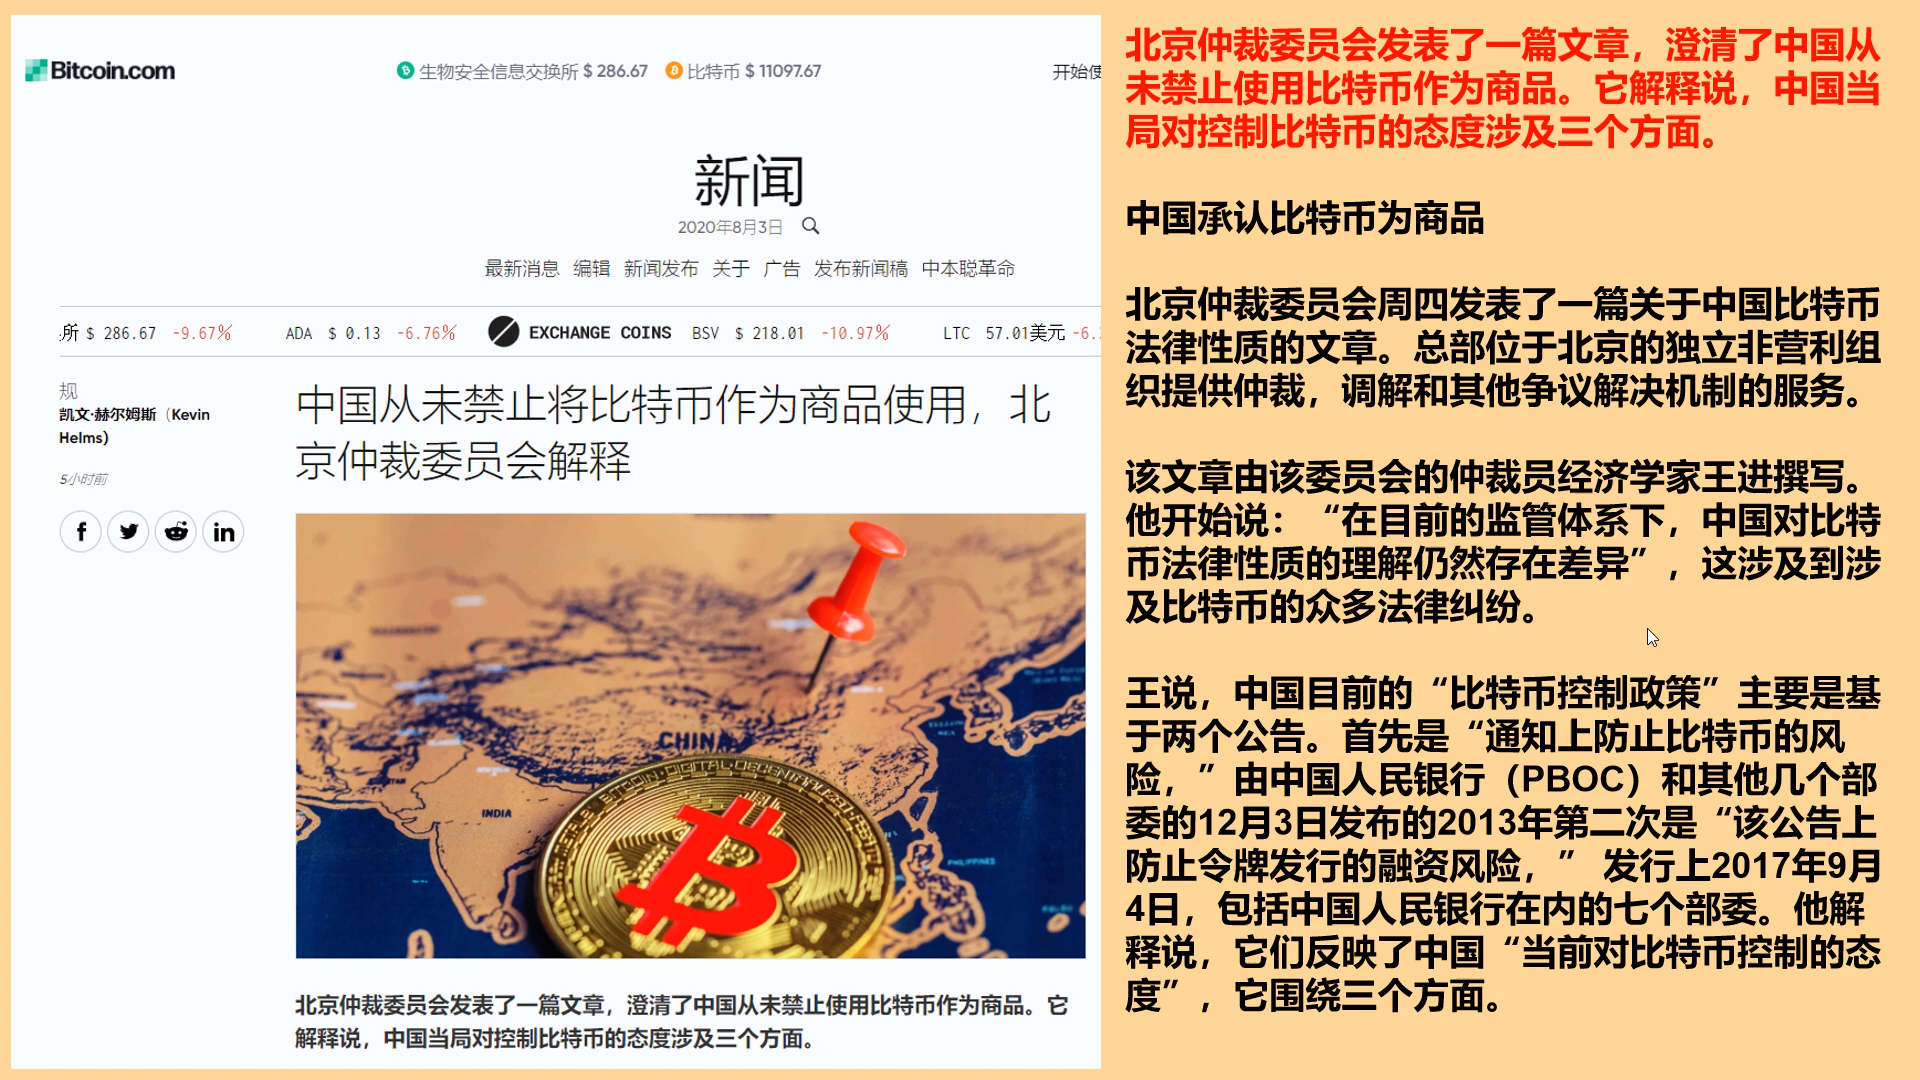 Bitcoin.com
生物安全信息交换所 $ 286.67
比特币 $ 11097.67
开始使
新闻
2020年8月3日
最新消息 编辑 新闻发布 关于 广告 发布新闻稿 中本聪革命
所 $ 286.67 -9.67% ADA $ 0.13 -6.76% EXCHANGE COINS BSV $ 218.01 -10.97% LTC 57.01美元 -6.
规
凯文·赫尔姆斯（Kevin
Helms）
5小时前
中国从未禁止将比特币作为商品使用，北
京仲裁委员会解释
CHINA
INDIA
PHILIPPINES
BITCOIN·DIGITAL DECENTRALIZED
北京仲裁委员会发表了一篇文章，澄清了中国从未禁止使用比特币作为商品。它
解释说，中国当局对控制比特币的态度涉及三个方面。
北京仲裁委员会发表了一篇文章，澄清了中国从
未禁止使用比特币作为商品。它解释说，中国当
局对控制比特币的态度涉及三个方面。
中国承认比特币为商品
北京仲裁委员会周四发表了一篇关于中国比特币
法律性质的文章。总部位于北京的独立非营利组
织提供仲裁，调解和其他争议解决机制的服务。
该文章由该委员会的仲裁员经济学家王进撰写。
他开始说：“在目前的监管体系下，中国对比特
币法律性质的理解仍然存在差异”，这涉及到涉
及比特币的众多法律纠纷。
王说，中国目前的“比特币控制政策”主要是基
于两个公告。首先是“通知上防止比特币的风
险，”由中国人民银行（PBOC）和其他几个部
委的12月3日发布的2013年第二次是“该公告上
防止令牌发行的融资风险，” 发行上2017年9月
4日，包括中国人民银行在内的七个部委。他解
释说，它们反映了中国“当前对比特币控制的态
度”，它围绕三个方面。